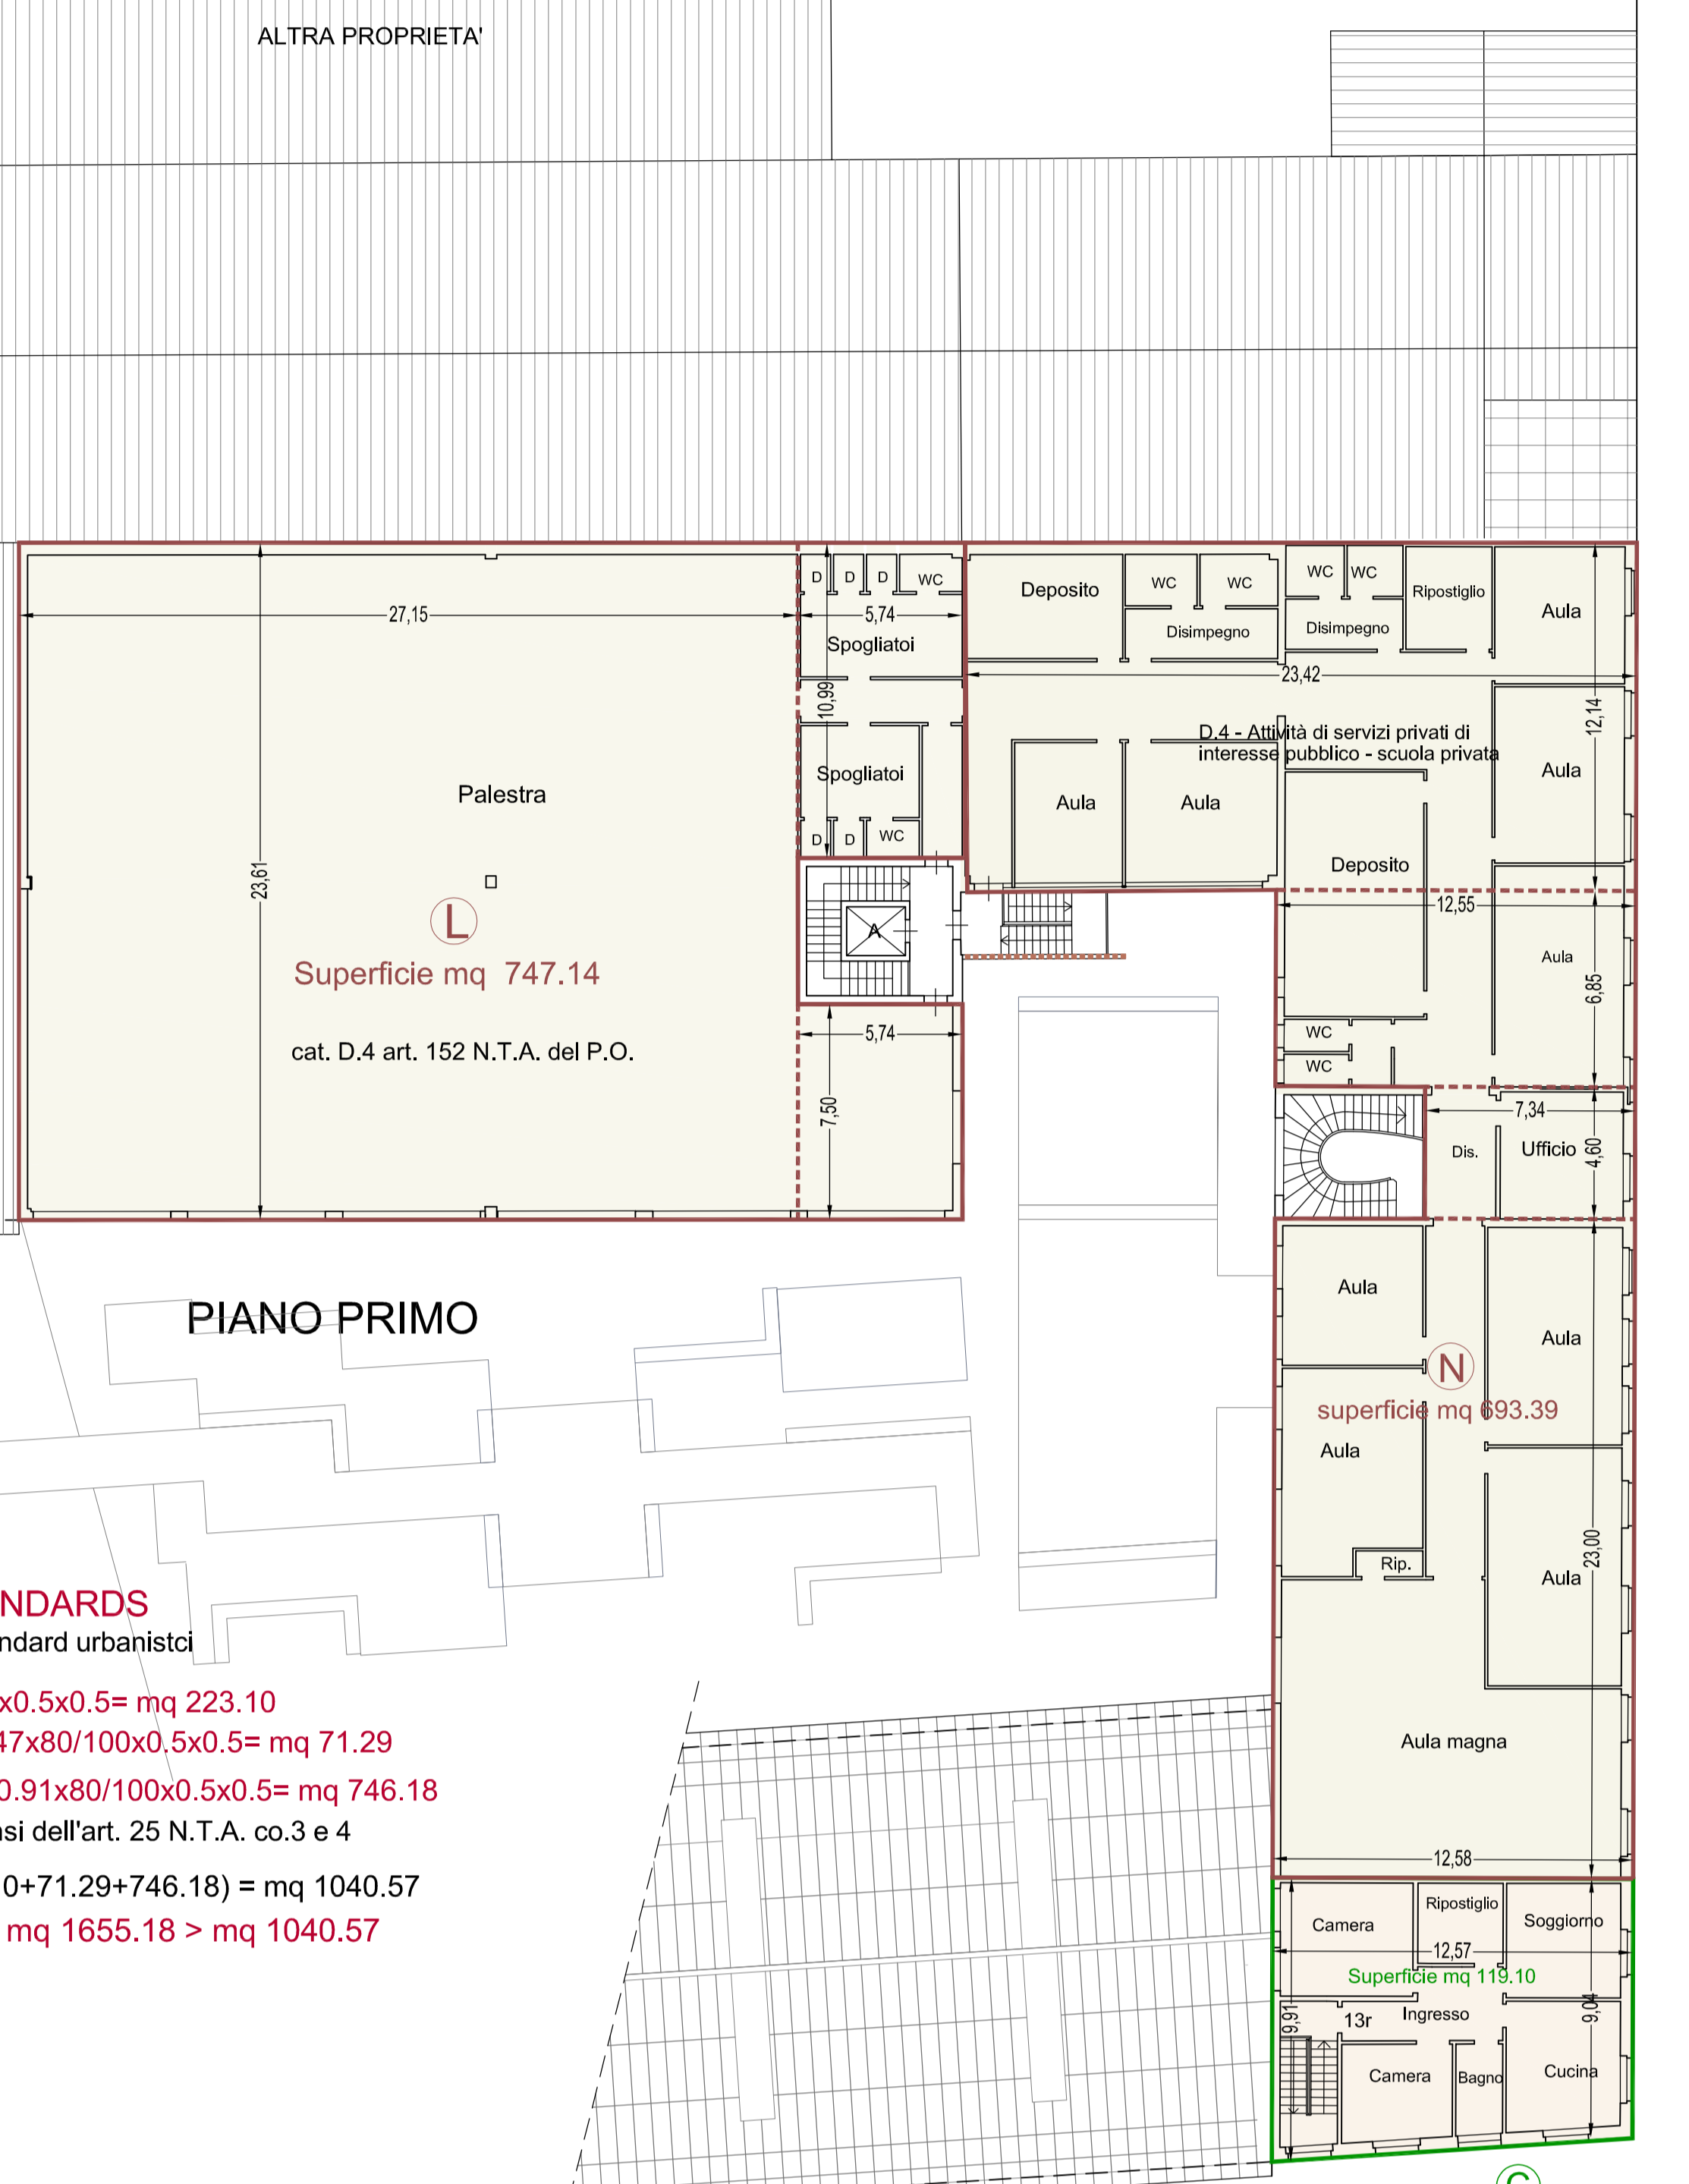 ALTRA PROPRIETA'
D
D
D
WC
27,15
5,74
Spogliatoi
10,99
Spogliatoi
D
D
WC
Palestra
23,61
L
Superficie mq 747.14
cat. D.4 art. 152 N.T.A. del P.O.
A
5,74
7,50
Deposito
WC
WC
Disimpegno
WC
WC
Disimpegno
Ripostiglio
Aula
23,42
12,14
D.4 - Attività di servizi privati di
interesse pubblico - scuola privata
Aula
Aula
Aula
Deposito
12,55
Aula
6,85
WC
WC
7,34
Dis.
Ufficio
4,60
Aula
Aula
N
superficie mq 693.39
Aula
Rip.
Aula
23,00
Aula magna
12,58
Camera
Ripostiglio
Soggiorno
12,57
Superficie mq 119.10
9,91
13r
Ingresso
9,04
Camera
Bagno
Cucina
PIANO PRIMO
NDARDS
ndard urbanistci
x0.5x0.5= mq 223.10
47x80/100x0.5x0.5= mq 71.29
0.91x80/100x0.5x0.5= mq 746.18
si dell'art. 25 N.T.A. co.3 e 4
0+71.29+746.18) = mq 1040.57
mq 1655.18 > mq 1040.57